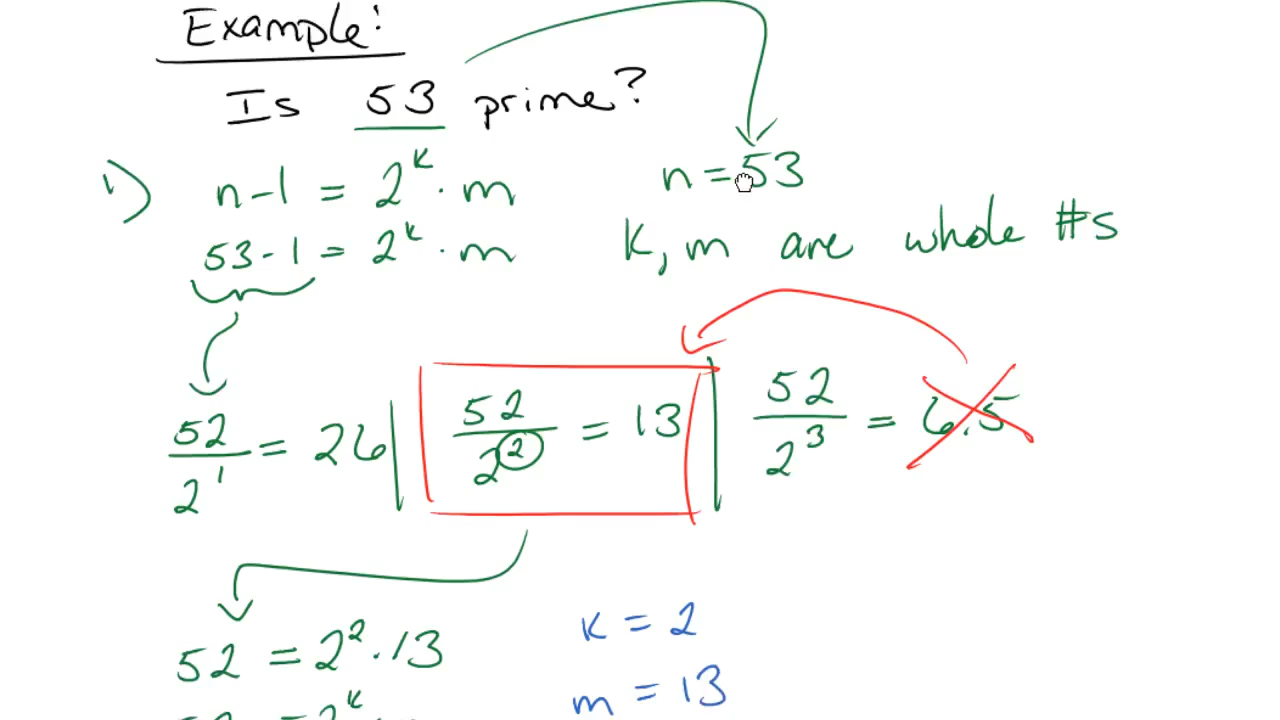 Example:
Is 53 prime?
1) n-1 = 2^k · m
n = 53
53-1 = 2^k · m
k, m are whole #s
52/2^1 = 26 | 52/2^2 = 13 | 52/2^3 = 6.5
52 = 2^2 · 13
k = 2
m = 13
= 2^k